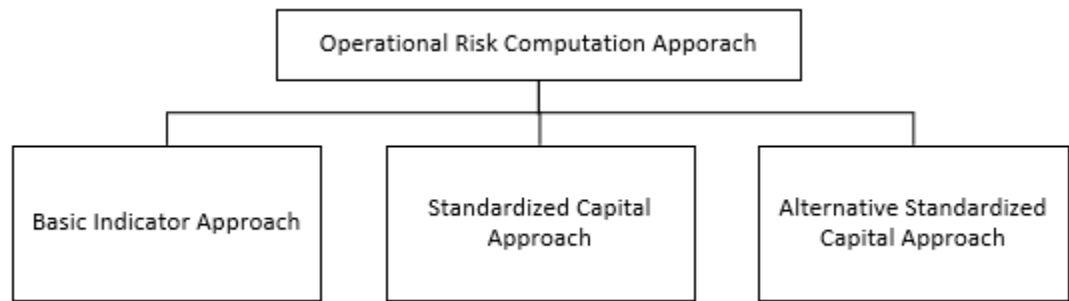 Operational Risk Computation Apporach
Basic Indicator Approach
Standardized Capital
Approach
Alternative Standardized
Capital Approach